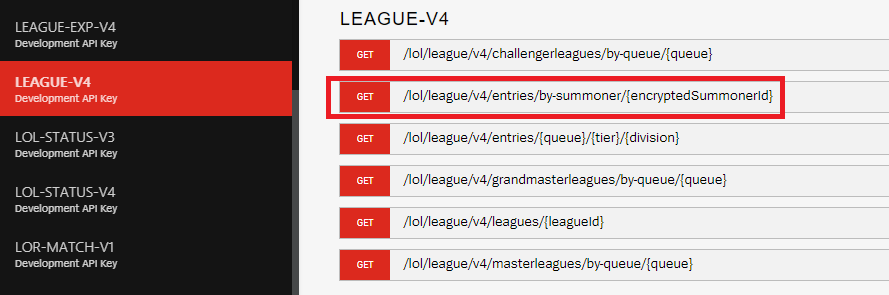 LEAGUE-EXP-V4
Development API Key
LEAGUE-V4
Development API Key
LOL-STATUS-V3
Development API Key
LOL-STATUS-V4
Development API Key
LOR-MATCH-V1
Development API Key
LEAGUE-V4
GET /lol/league/v4/challengerleagues/by-queue/{queue}
GET /lol/league/v4/entries/by-summoner/{encryptedSummonerId}
GET /lol/league/v4/entries/{queue}/{tier}/{division}
GET /lol/league/v4/grandmasterleagues/by-queue/{queue}
GET /lol/league/v4/leagues/{leagueId}
GET /lol/league/v4/masterleagues/by-queue/{queue}